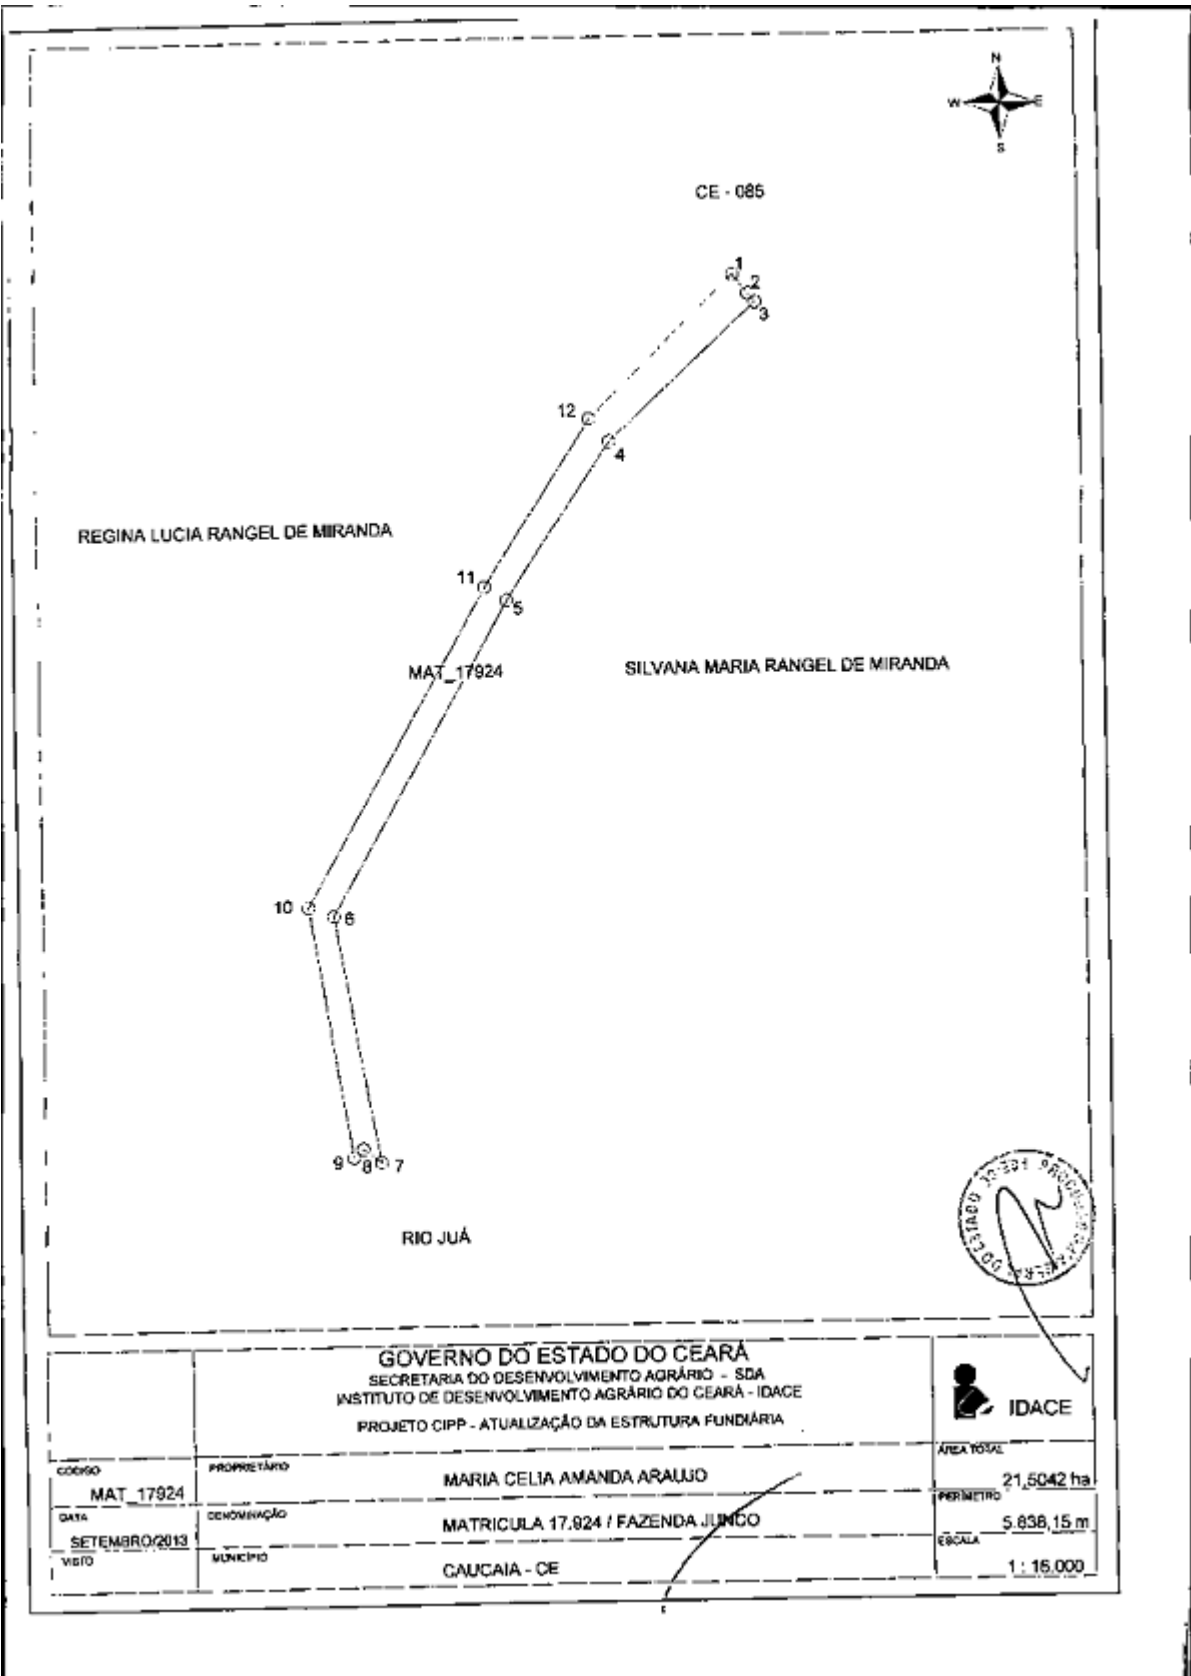 N
W E
S
CE - 085
1
2
3
12
4
REGINA LUCIA RANGEL DE MIRANDA
11
5
MAT_17924
SILVANA MARIA RANGEL DE MIRANDA
10
6
9 8 7
RIO JUÁ
DO ESTADO
GOVERNO DO ESTADO DO CEARÁ
SECRETARIA DO DESENVOLVIMENTO AGRÁRIO - SDA
INSTITUTO DE DESENVOLVIMENTO AGRÁRIO DO CEARÁ - IDACE
PROJETO CIPP - ATUALIZAÇÃO DA ESTRUTURA FUNDIÁRIA
IDACE
CÓDIGO
MAT_17924
PROPRIETÁRIO
MARIA CELIA AMANDA ARAUJO
ÁREA TOTAL
21,5042 ha
DATA
SETEMBRO/2013
DENOMINAÇÃO
MATRICULA 17.924 / FAZENDA JUNCO
PERÍMETRO
5.838,15 m
VISTO
MUNICÍPIO
CAUCAIA - CE
ESCALA
1 : 15.000